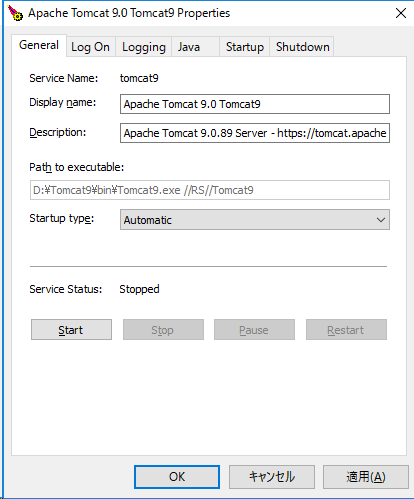 Apache Tomcat 9.0 Tomcat9 Properties
General Log On Logging Java Startup Shutdown
Service Name: tomcat9
Display name: Apache Tomcat 9.0 Tomcat9
Description: Apache Tomcat 9.0.89 Server - https://tomcat.apache
Path to executable:
D:¥Tomcat9¥bin¥Tomcat9.exe //RS//Tomcat9
Startup type: Automatic
Service Status: Stopped
Start Stop Pause Restart
OK キャンセル 適用(A)